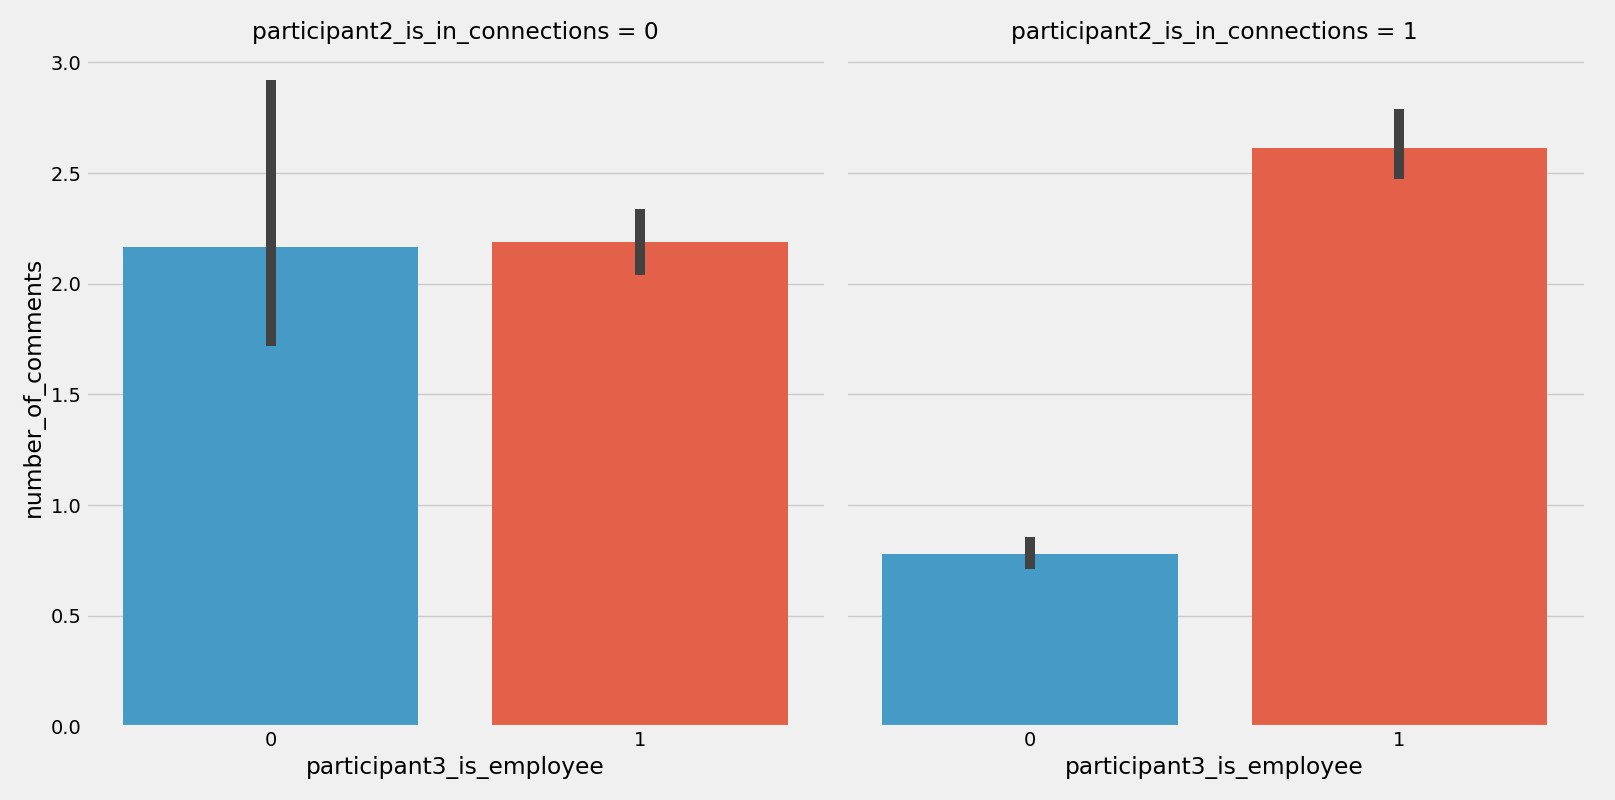 participant2_is_in_connections = 0
participant2_is_in_connections = 1
3.0
2.5
2.0
1.5
1.0
0.5
0.0
number_of_comments
0
1
0
1
participant3_is_employee
participant3_is_employee